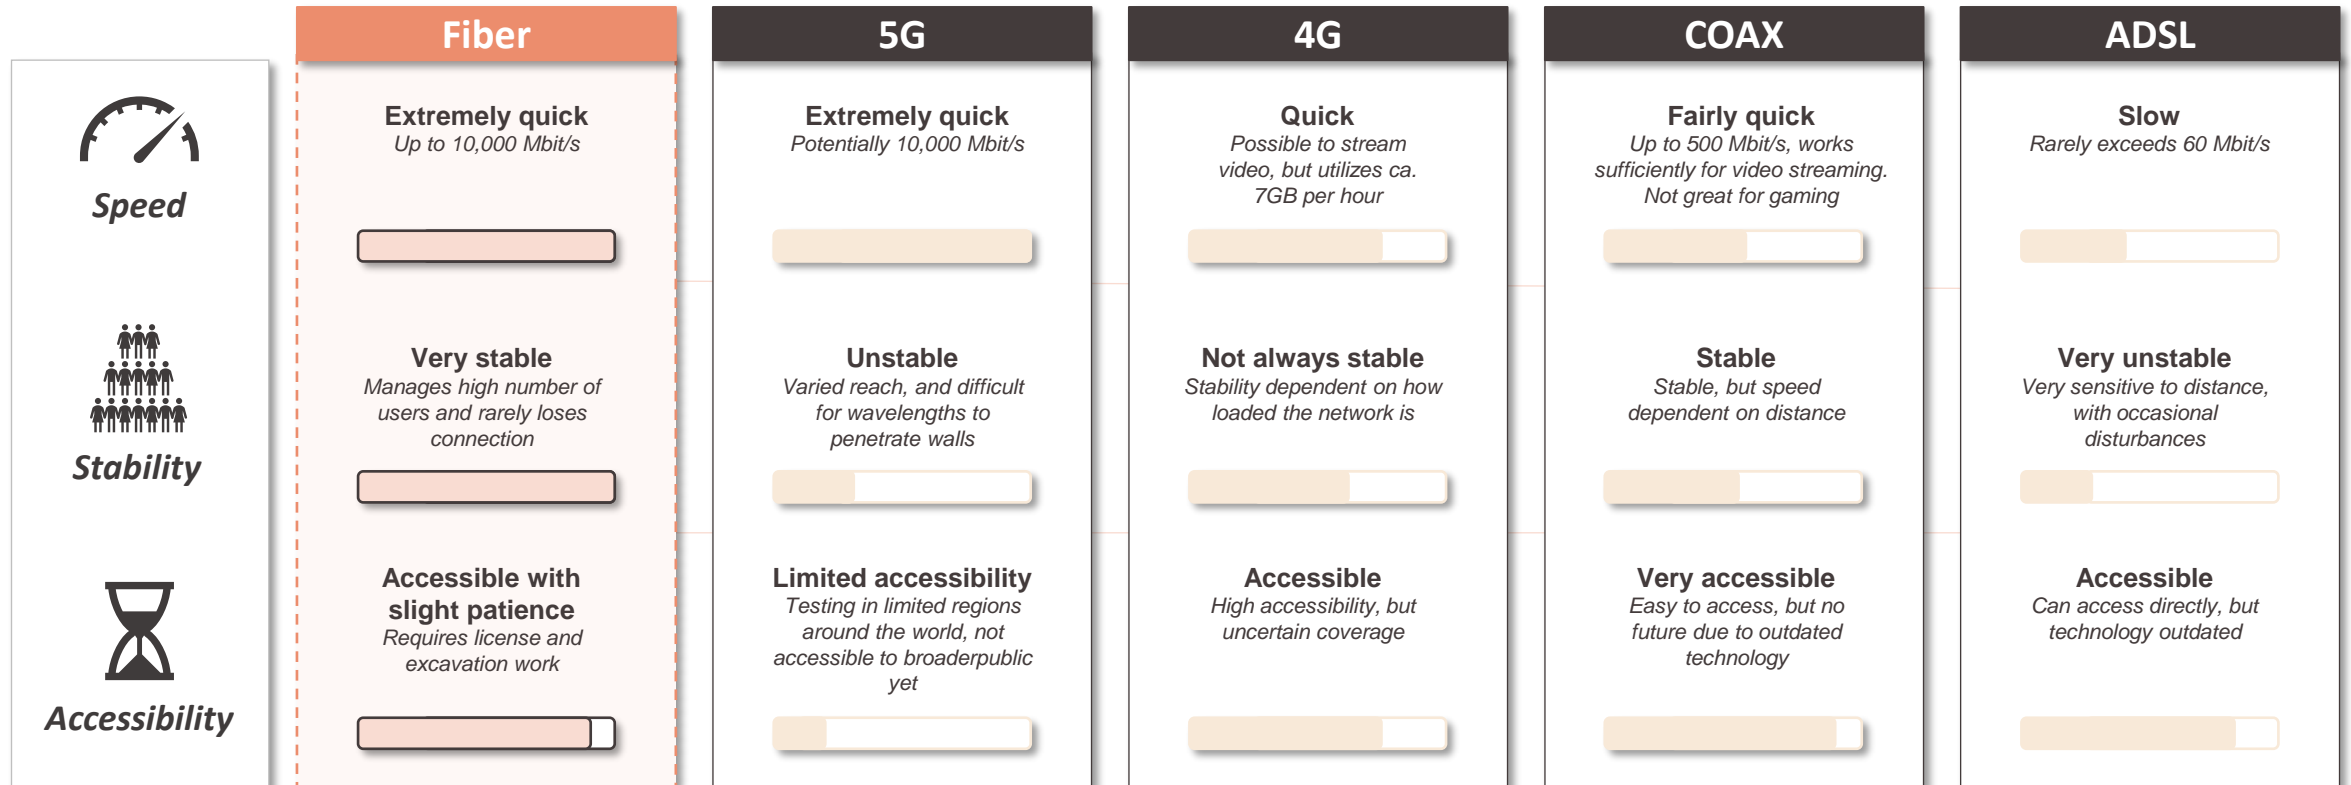 Fiber
5G
4G
COAX
ADSL
Speed
Extremely quick
Up to 10,000 Mbit/s
Extremely quick
Potentially 10,000 Mbit/s
Quick
Possible to stream
video, but utilizes ca.
7GB per hour
Fairly quick
Up to 500 Mbit/s, works
sufficiently for video streaming.
Not great for gaming
Slow
Rarely exceeds 60 Mbit/s
Stability
Very stable
Manages high number of
users and rarely loses
connection
Unstable
Varied reach, and difficult
for wavelengths to
penetrate walls
Not always stable
Stability dependent on how
loaded the network is
Stable
Stable, but speed
dependent on distance
Very unstable
Very sensitive to distance,
with occasional
disturbances
Accessibility
Accessible with
slight patience
Requires license and
excavation work
Limited accessibility
Testing in limited regions
around the world, not
accessible to broaderpublic
yet
Accessible
High accessibility, but
uncertain coverage
Very accessible
Easy to access, but no
future due to outdated
technology
Accessible
Can access directly, but
technology outdated